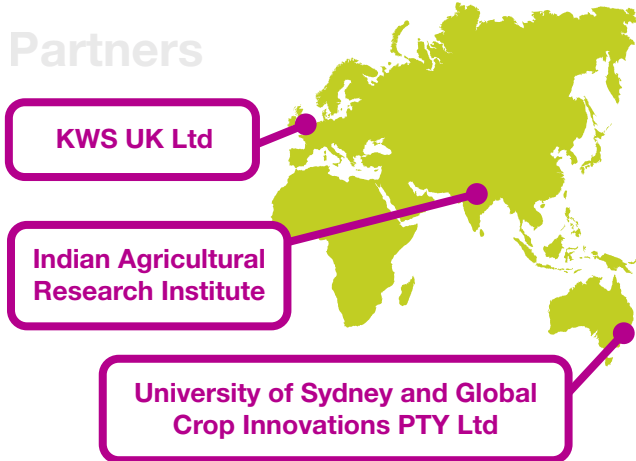 Partners
KWS UK Ltd
Indian Agricultural
Research Institute
University of Sydney and Global
Crop Innovations PTY Ltd